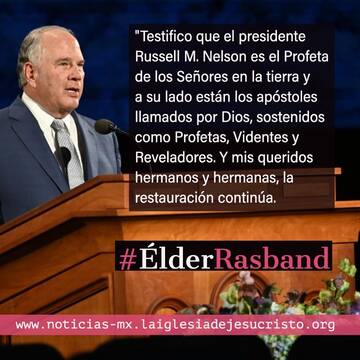 "Testifico que el presidente
Russell M. Nelson es el Profeta
de los Señores en la tierra y
a su lado están los apóstoles
llamados por Dios, sostenidos
como Profetas, Videntes y
Reveladores. Y mis queridos
hermanos y hermanas, la
restauración continúa.
#ÉlderRasband
www.noticias-mx.laiglesiadejesucristo.org